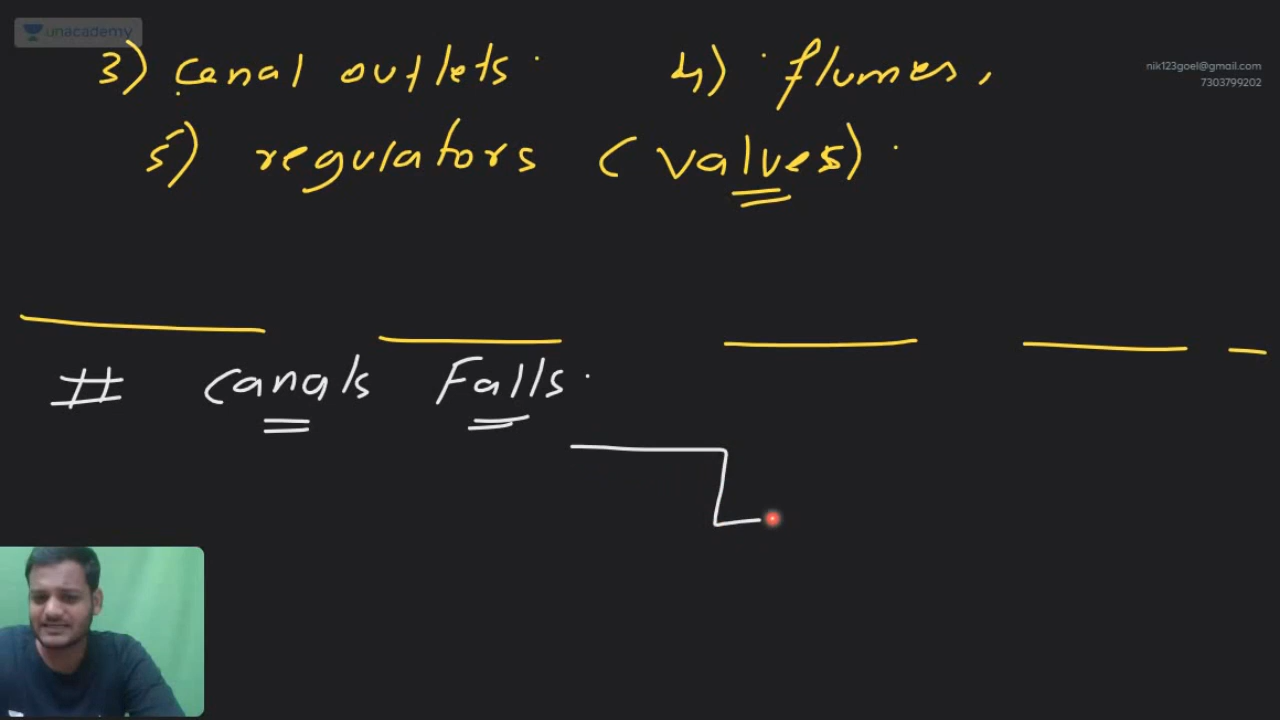 unacademy
3) canal outlets. 4) flumes,
nik123goel@gmail.com
7303799202
5) regulators (valves).
# Canals Falls.